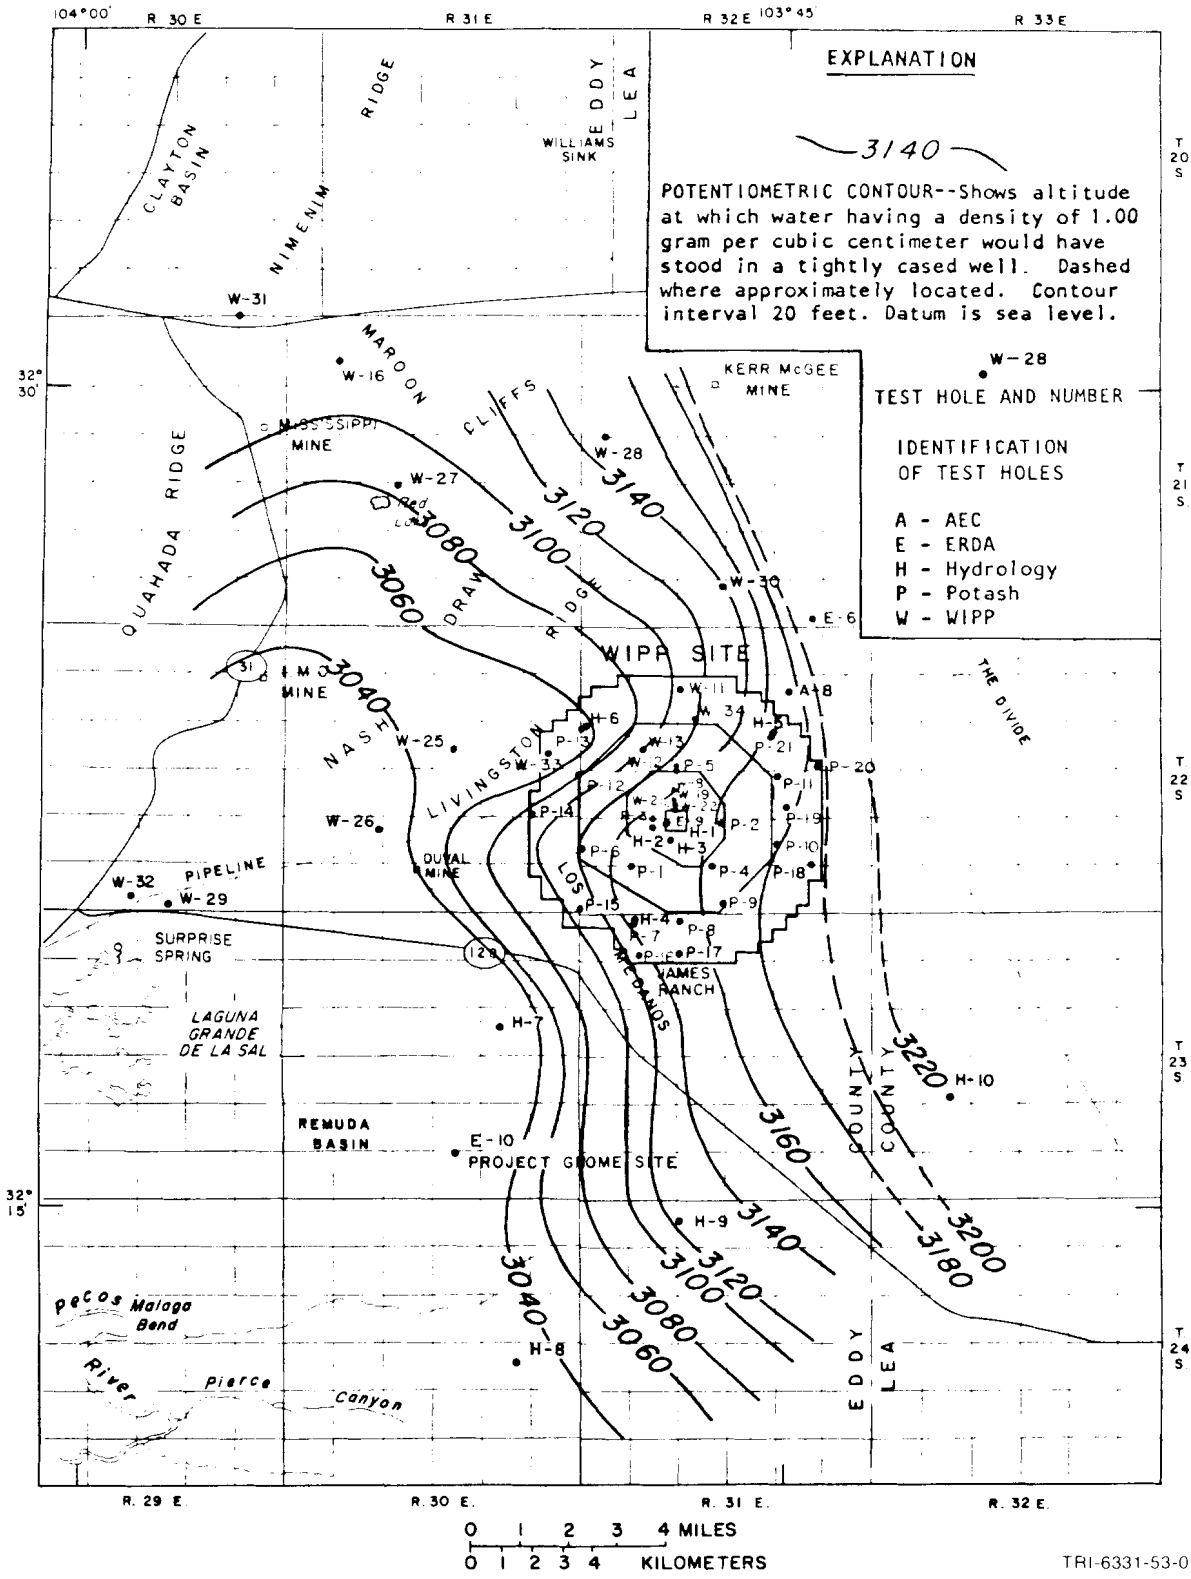 104°00'
R 30 E
R 31 E
R 32 E
103°45'
R 33 E
EXPLANATION
3140
POTENTIOMETRIC CONTOUR--Shows altitude
at which water having a density of 1.00
gram per cubic centimeter would have
stood in a tightly cased well. Dashed
where approximately located. Contour
interval 20 feet. Datum is sea level.
W-28
TEST HOLE AND NUMBER
IDENTIFICATION
OF TEST HOLES
A - AEC
E - ERDA
H - Hydrology
P - Potash
W - WIPP
T
20
S
T
21
S
T
22
S
T
23
S
T
24
S
CLAYTON
BASIN
NIMENIM
RIDGE
EDDY
LEA
WILLIAMS
SINK
W-31
W-16
MAROON
CLIFFS
KERR McGEE
MINE
32°
30'
MISSISSIPPI
MINE
QUAHADA RIDGE
W-27
W-28
3140
3120
3100
3080
3060
3040
DRAW
RIDGE
W-30
E-6
WIPP SITE
THE DIVIDE
31
I M C
MINE
NASH
W-25
LIVINGSTON
W-11
A-8
H-6
W 34
H-5
P-13
W-13
P-21
W-33
W-12
P-5
P-20
P-12
P-11
P-14
W-26
P-3
E-9
P-2
P-19
H-1
H-2
H-3
P-10
P-6
P-1
P-4
P-18
DUVAL
MINE
PIPELINE
W-32
W-29
P-15
P-9
H-4
P-8
P-7
P-17
LOS
MEDANOS
JAMES
RANCH
SURPRISE
SPRING
128
LAGUNA
GRANDE
DE LA SAL
H-7
3220
H-10
COUNTY
COUNTY
3160
REMUDA
BASIN
E-10
PROJECT GNOME SITE
32°
15'
H-9
3140
3200
3180
3120
3100
3080
3060
3040
Pecos
Malaga
Bend
River
Pierce
Canyon
H-8
EDDY
LEA
R. 29 E.
R. 30 E.
R. 31 E.
R. 32 E.
0 1 2 3 4 MILES
0 1 2 3 4 KILOMETERS
TRI-6331-53-0